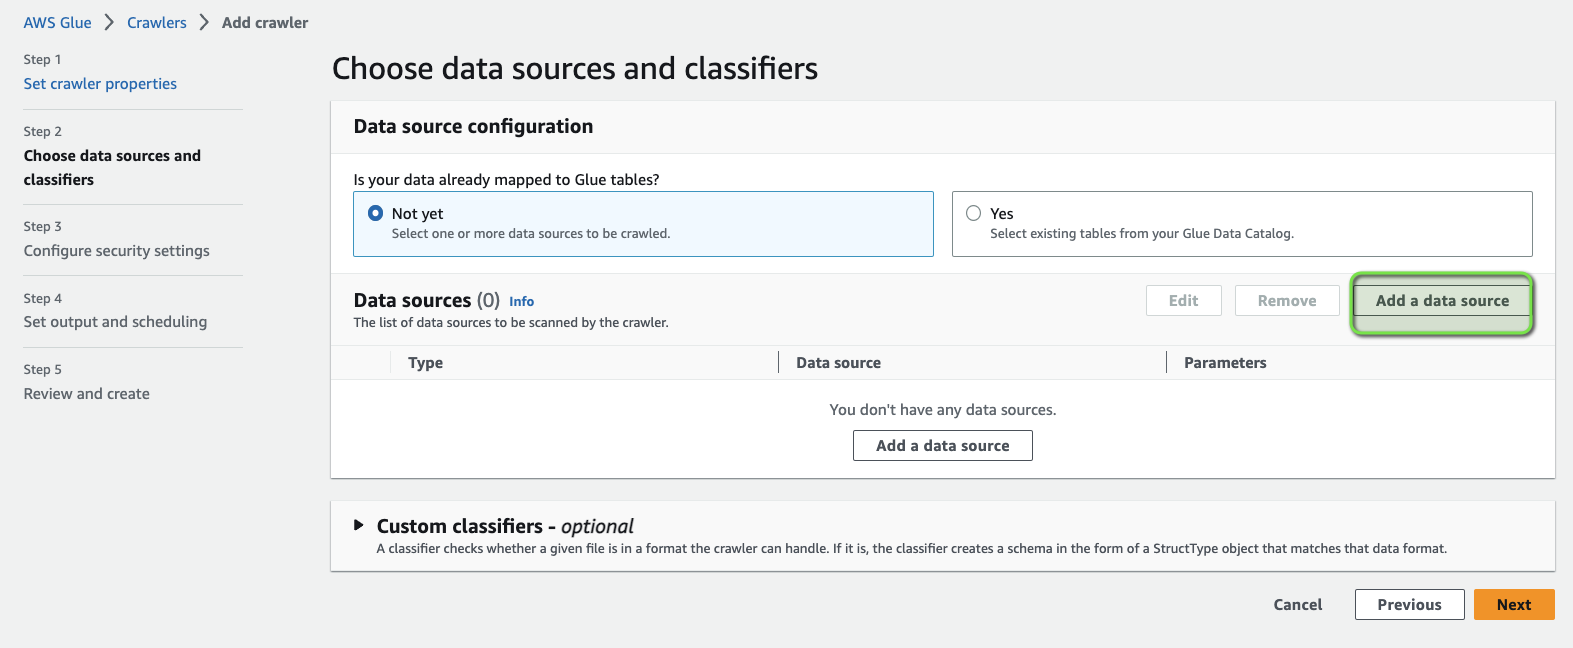 AWS Glue > Crawlers > Add crawler
Step 1
Set crawler properties
Step 2
Choose data sources and
classifiers
Step 3
Configure security settings
Step 4
Set output and scheduling
Step 5
Review and create
Choose data sources and classifiers
Data source configuration
Is your data already mapped to Glue tables?
Not yet
Select one or more data sources to be crawled.
Yes
Select existing tables from your Glue Data Catalog.
Data sources (0) Info
The list of data sources to be scanned by the crawler.
Edit
Remove
Add a data source
Type
Data source
Parameters
You don't have any data sources.
Add a data source
Custom classifiers - optional
A classifier checks whether a given file is in a format the crawler can handle. If it is, the classifier creates a schema in the form of a StructType object that matches that data format.
Cancel
Previous
Next